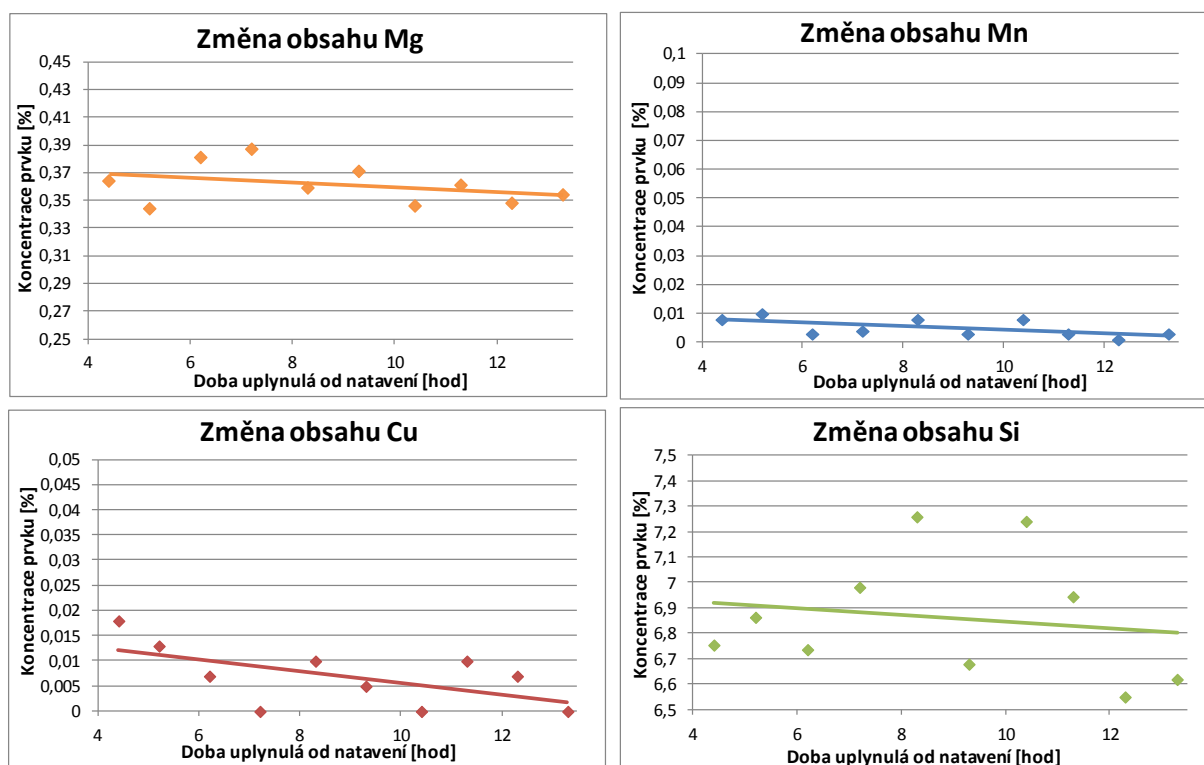 Změna obsahu Mg
Koncentrace prvku [%]
0,45
0,43
0,41
0,39
0,37
0,35
0,33
0,31
0,29
0,27
0,25
4 6 8 10 12
Doba uplynulá od natavení [hod]
Změna obsahu Mn
Koncentrace prvku [%]
0,1
0,09
0,08
0,07
0,06
0,05
0,04
0,03
0,02
0,01
0
4 6 8 10 12
Doba uplynulá od natavení [hod]
Změna obsahu Cu
Koncentrace prvku [%]
0,05
0,045
0,04
0,035
0,03
0,025
0,02
0,015
0,01
0,005
0
4 6 8 10 12
Doba uplynulá od natavení [hod]
Změna obsahu Si
Koncentrace prvku [%]
7,5
7,4
7,3
7,2
7,1
7
6,9
6,8
6,7
6,6
6,5
4 6 8 10 12
Doba uplynulá od natavení [hod]